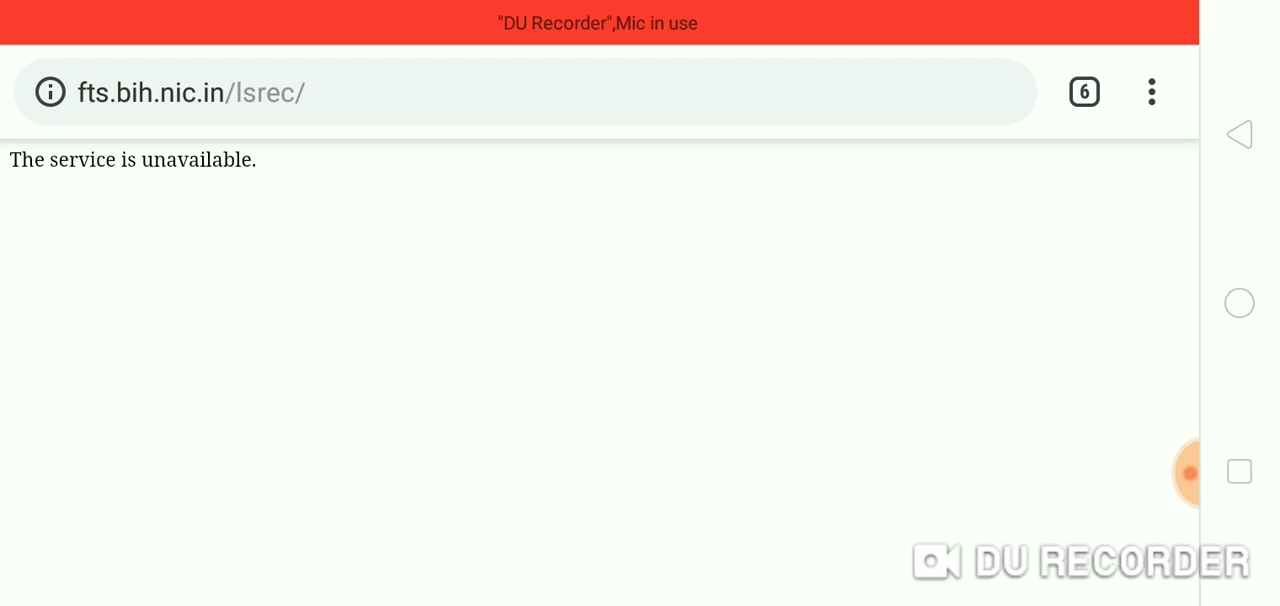 "DU Recorder",Mic in use
fts.bih.nic.in/lsrec/
6
The service is unavailable.
DU RECORDER